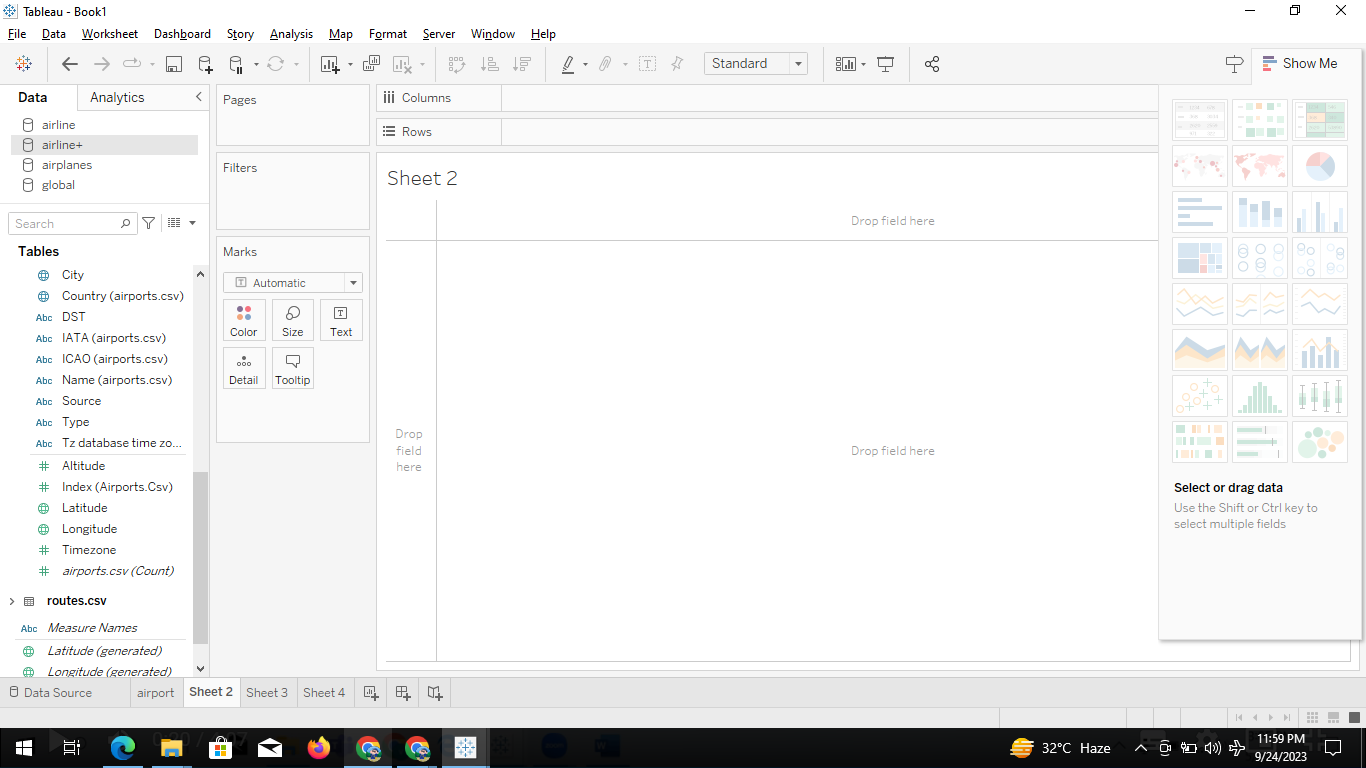 Tableau - Book1
File Data Worksheet Dashboard Story Analysis Map Format Server Window Help
Standard
Show Me
Data Analytics
airline
airline+
airplanes
global
Search
Tables
City
Country (airports.csv)
Abc DST
Abc IATA (airports.csv)
Abc ICAO (airports.csv)
Abc Name (airports.csv)
Abc Source
Abc Type
Abc Tz database time zo...
Altitude
Index (Airports.Csv)
Latitude
Longitude
Timezone
airports.csv (Count)
routes.csv
Abc Measure Names
Latitude (generated)
Longitude (generated)
Pages
Filters
Marks
Automatic
Color Size Text
Detail Tooltip
Columns
Rows
Sheet 2
Drop field here
Drop
field
here
Drop field here
Select or drag data
Use the Shift or Ctrl key to
select multiple fields
Data Source airport Sheet 2 Sheet 3 Sheet 4
32°C Haze
11:59 PM
9/24/2023